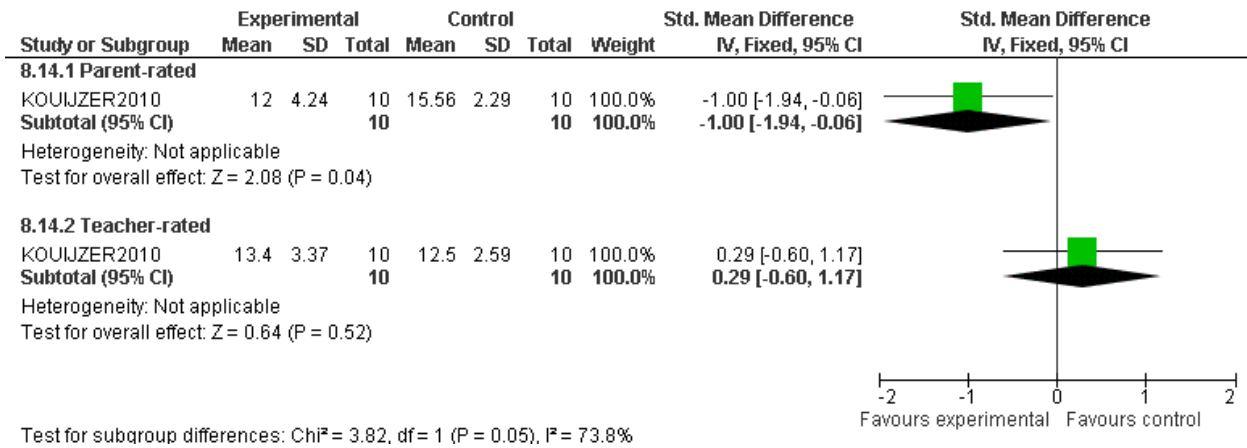 Experimental Control Std. Mean Difference Std. Mean Difference
Study or Subgroup Mean SD Total Mean SD Total Weight IV, Fixed, 95% CI IV, Fixed, 95% CI
8.14.1 Parent-rated
KOUIJZER2010 12 4.24 10 15.56 2.29 10 100.0% -1.00 [-1.94, -0.06]
Subtotal (95% CI) 10 10 100.0% -1.00 [-1.94, -0.06]
Heterogeneity: Not applicable
Test for overall effect: Z = 2.08 (P = 0.04)
8.14.2 Teacher-rated
KOUIJZER2010 13.4 3.37 10 12.5 2.59 10 100.0% 0.29 [-0.60, 1.17]
Subtotal (95% CI) 10 10 100.0% 0.29 [-0.60, 1.17]
Heterogeneity: Not applicable
Test for overall effect: Z = 0.64 (P = 0.52)
-2 -1 0 1 2
Favours experimental Favours control
Test for subgroup differences: Chi² = 3.82, df = 1 (P = 0.05), I² = 73.8%